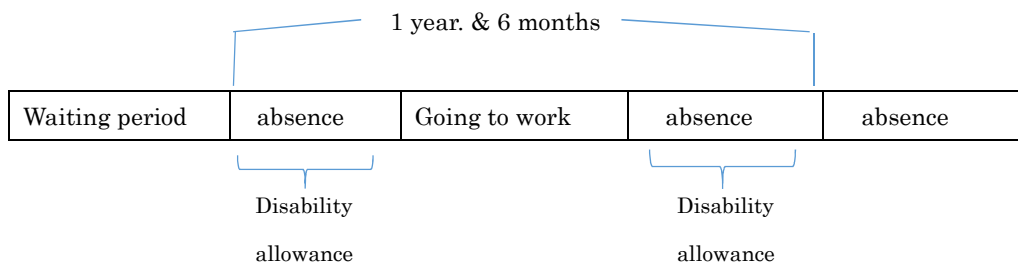 1 year. & 6 months
Waiting period absence Going to work absence absence
Disability Disability
allowance allowance